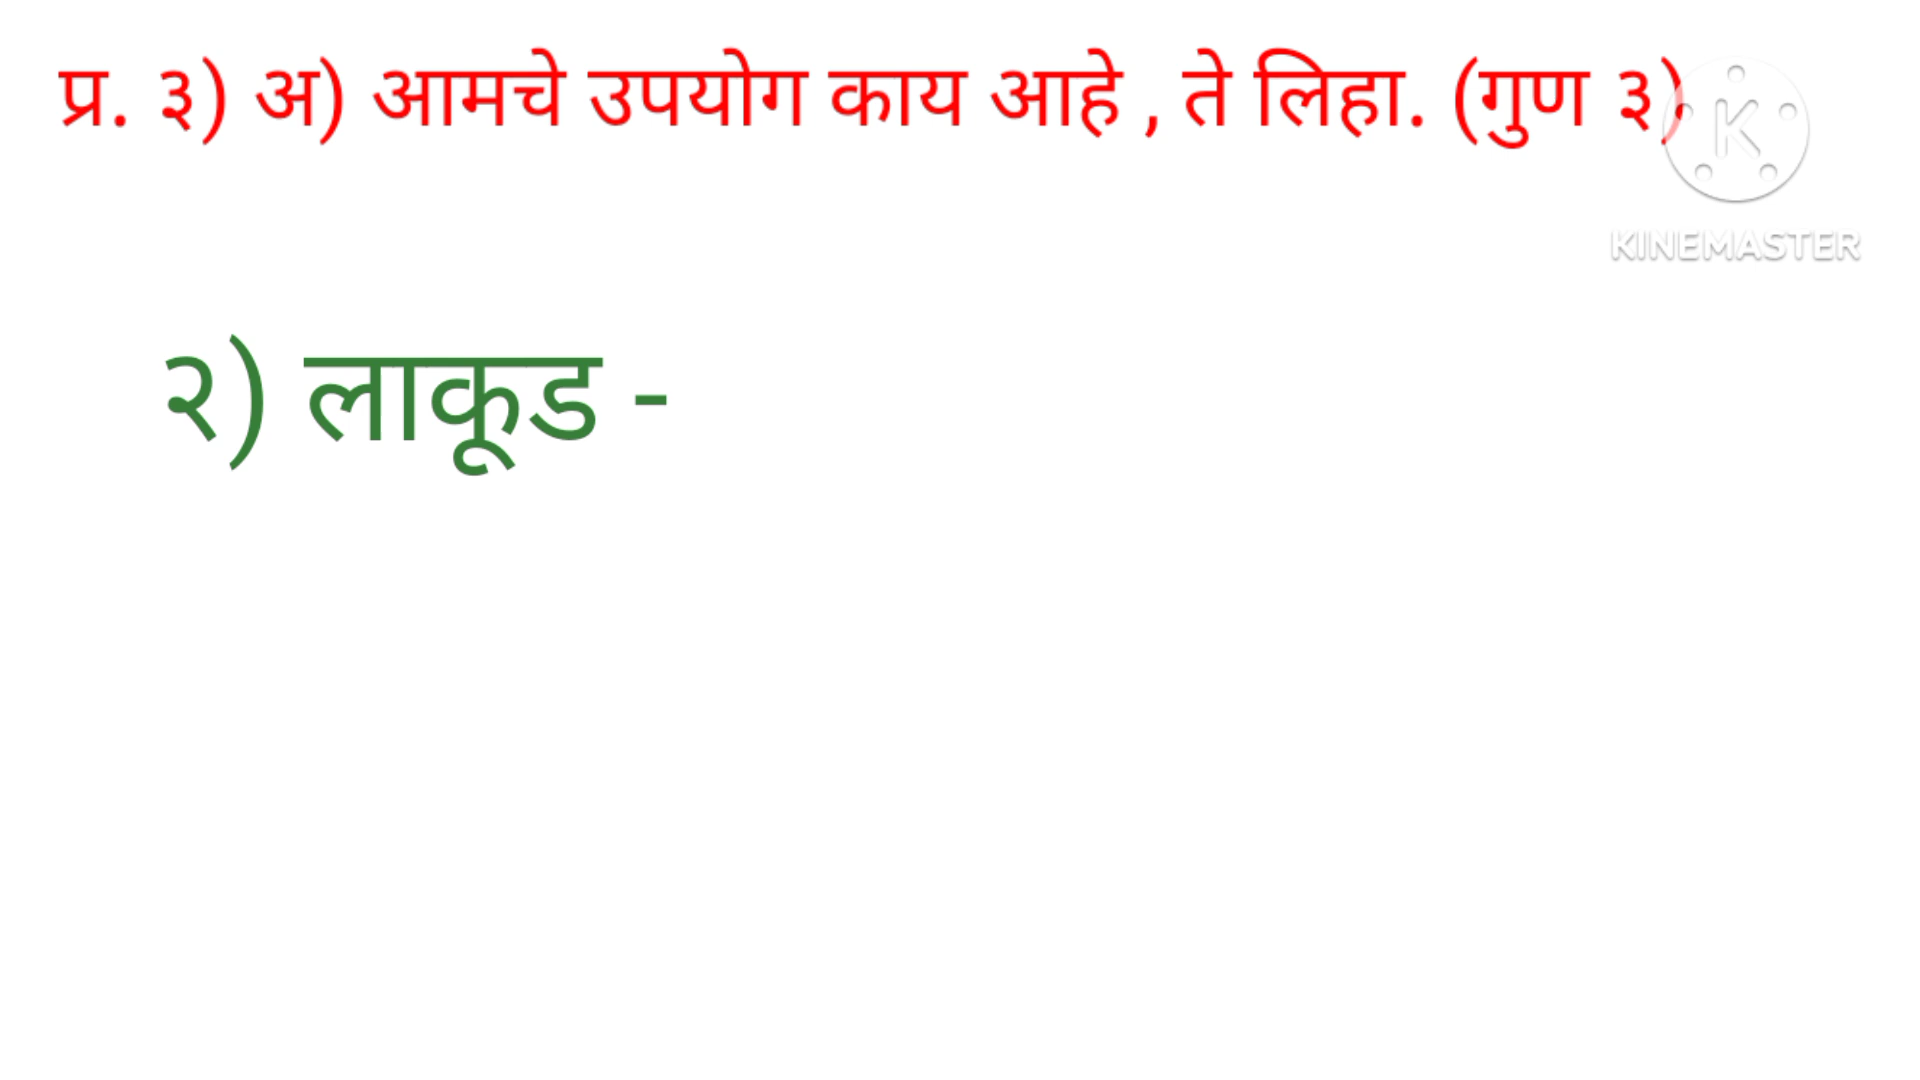 प्र. ३) अ) आमचे उपयोग काय आहे , ते लिहा. (गुण ३)
K
KINEMASTER
२) लाकूड -